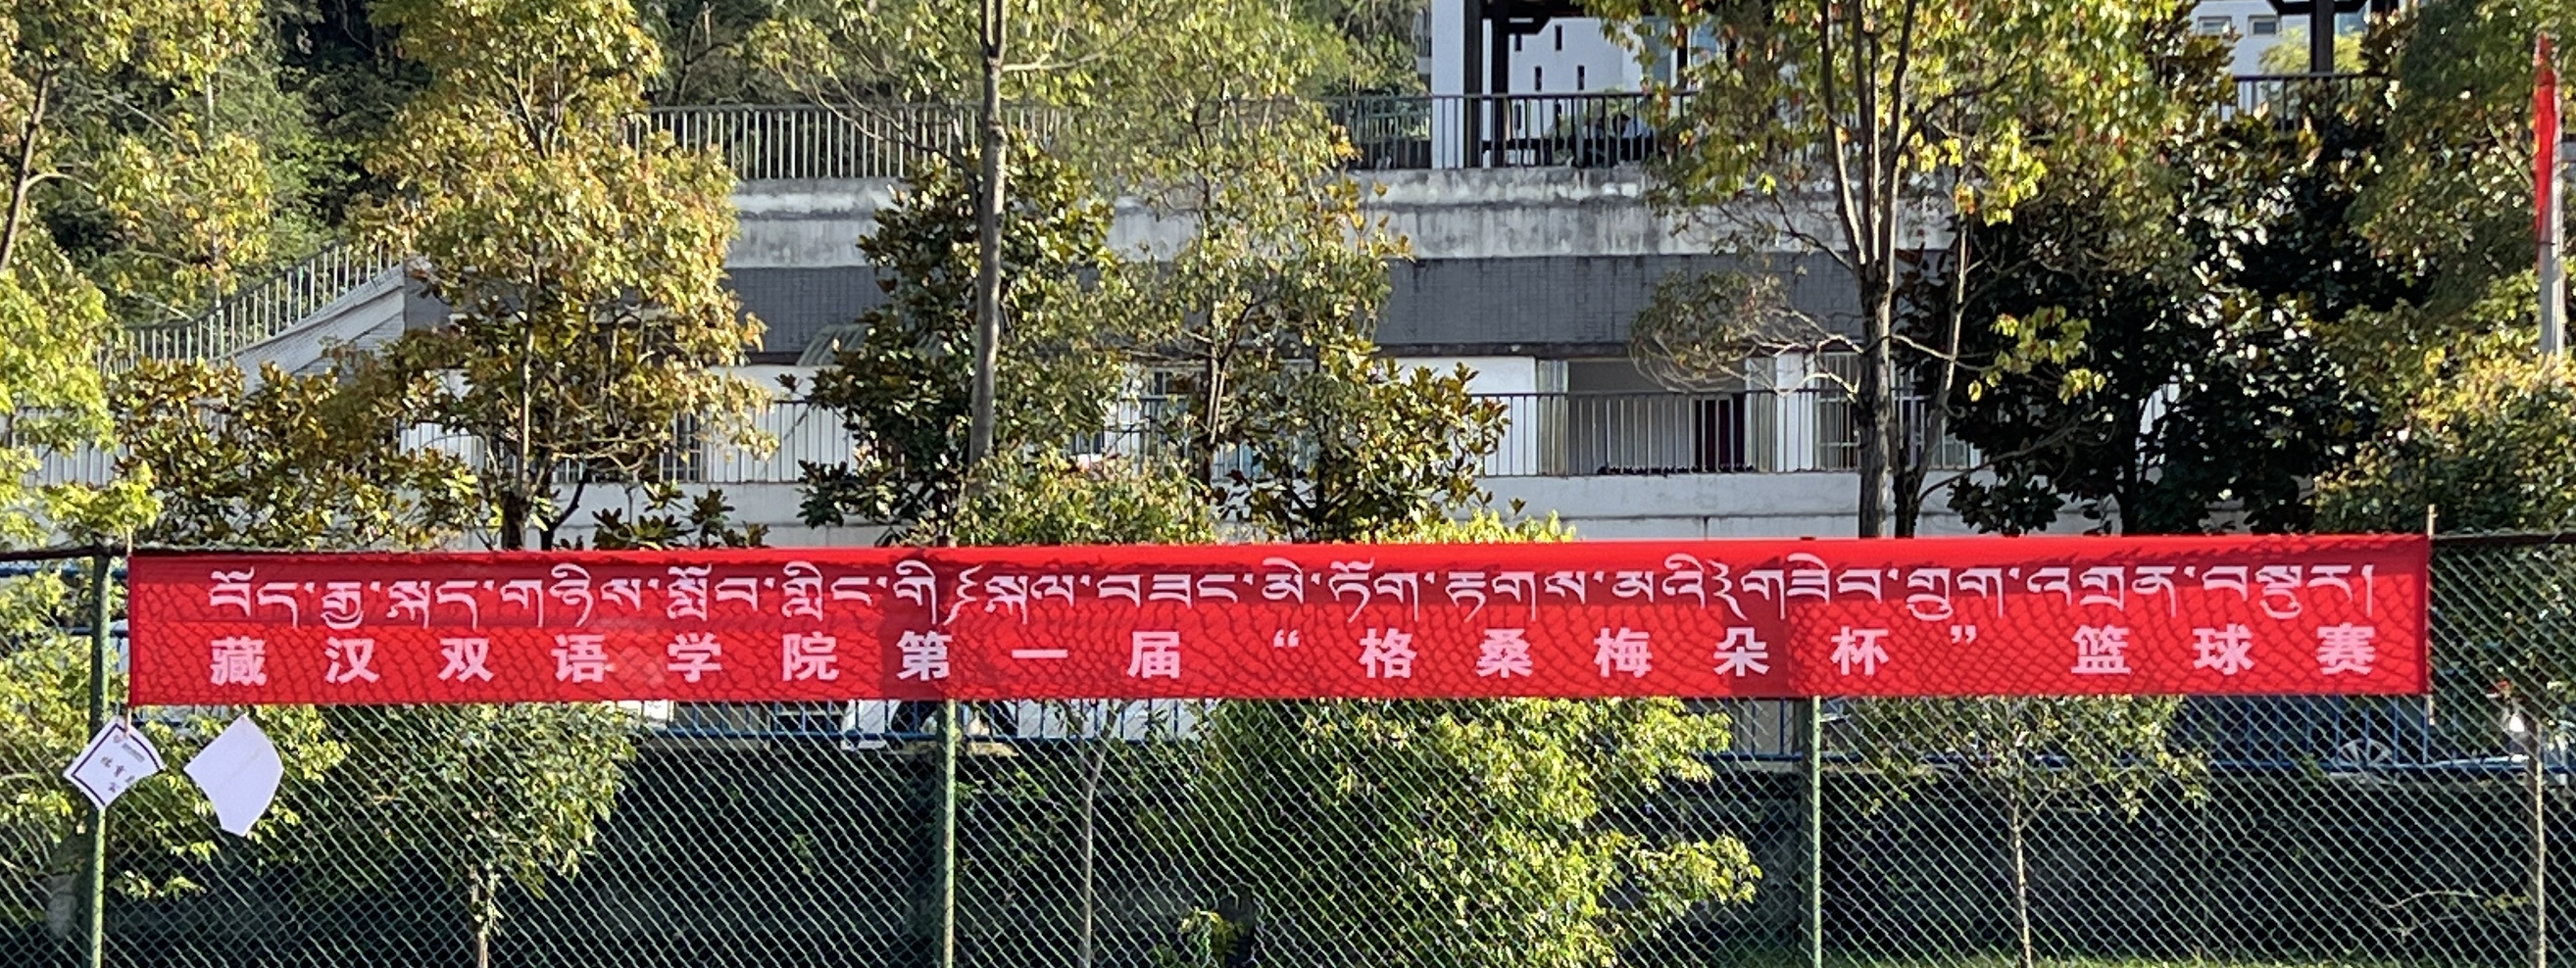 བོད་རྒྱ་སྐད་གཉིས་སློབ་གླིང་གི༼སྐལ་བཟང་མེ་ཏོག་རྟགས་མའི༽གཟེབ་གྲུག་འགྲན་བསྡུར།
藏汉双语学院第一届“格桑梅朵杯”篮球赛